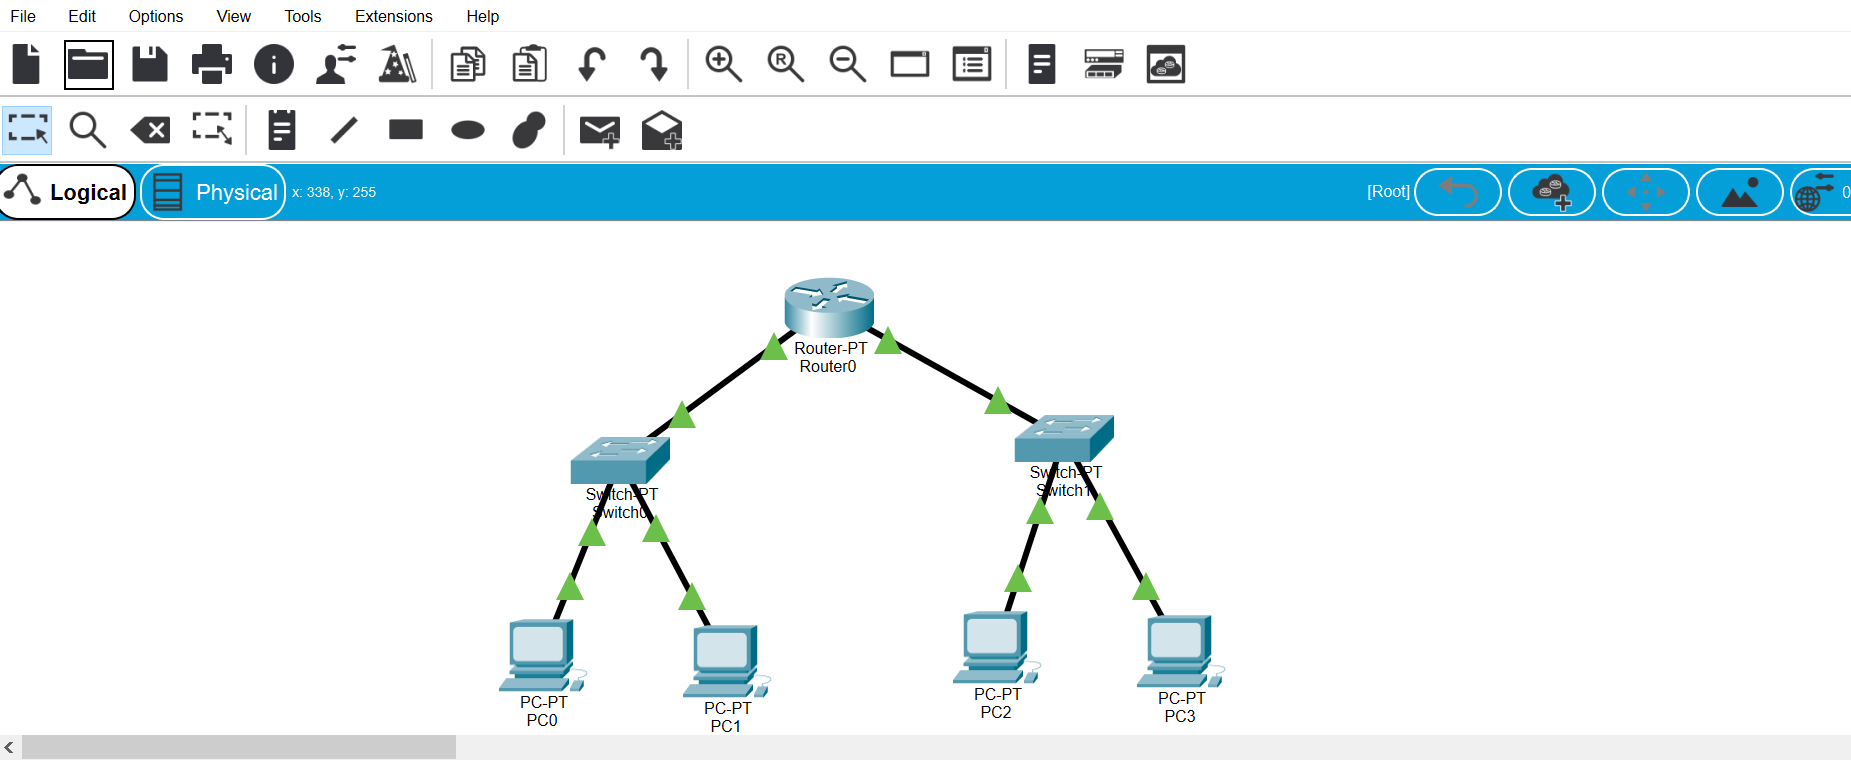 File Edit Options View Tools Extensions Help
R
Logical Physical x: 338, y: 255 [Root] 0
Router-PT
Router0
Switch-PT
Switch0
Switch-PT
Switch1
PC-PT
PC0
PC-PT
PC1
PC-PT
PC2
PC-PT
PC3